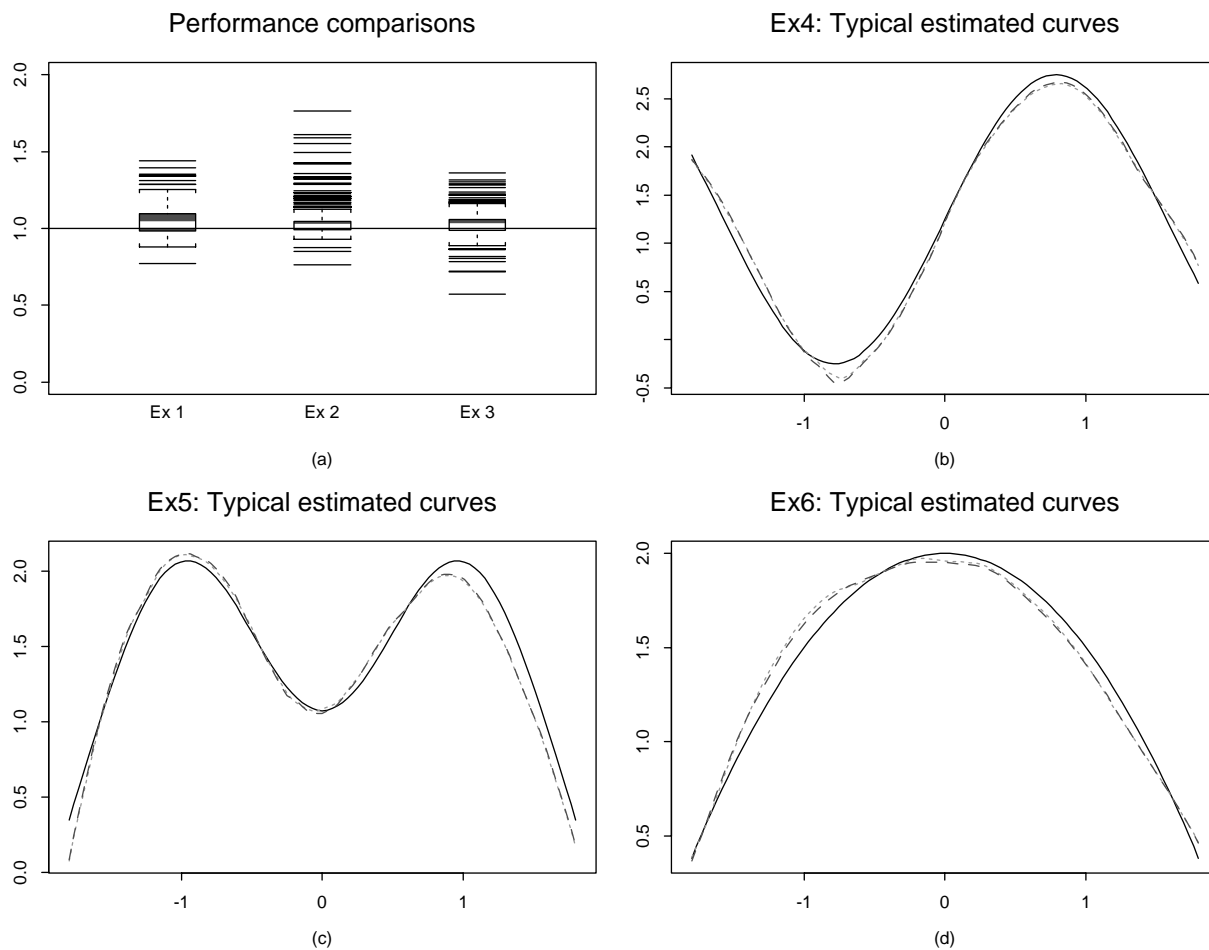 Performance comparisons
2.0
1.5
1.0
0.5
0.0
Ex 1 Ex 2 Ex 3
(a)
Ex4: Typical estimated curves
2.5
2.0
1.5
1.0
0.5
-0.5
-1 0 1
(b)
Ex5: Typical estimated curves
2.0
1.5
1.0
0.5
0.0
-1 0 1
(c)
Ex6: Typical estimated curves
2.0
1.5
1.0
0.5
-1 0 1
(d)